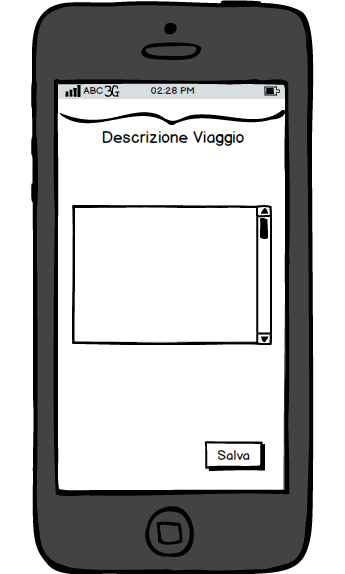 ABC 3G 02:28 PM
Descrizione Viaggio
Salva